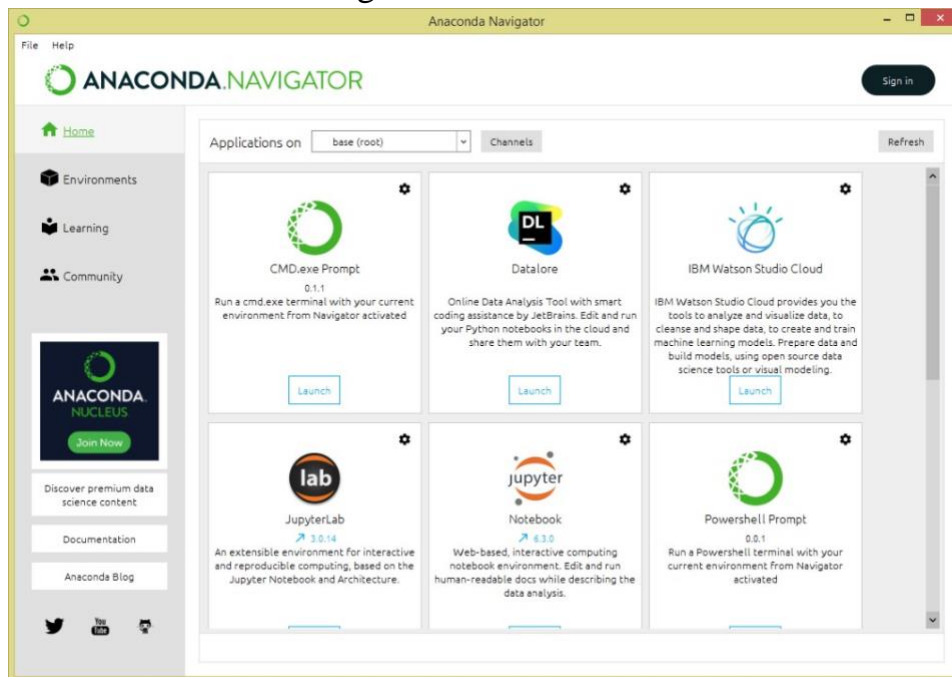 Anaconda Navigator
File Help
ANACONDA.NAVIGATOR
Sign in
Home
Environments
Learning
Community
ANACONDA.
NUCLEUS
Join Now
Discover premium data
science content
Documentation
Anaconda Blog
You
Tube
Applications on base (root) Channels Refresh
CMD.exe Prompt
0.1.1
Run a cmd.exe terminal with your current
environment from Navigator activated
Launch
DL
Datalore
Online Data Analysis Tool with smart
coding assistance by JetBrains. Edit and run
your Python notebooks in the cloud and
share them with your team.
Launch
IBM Watson Studio Cloud
IBM Watson Studio Cloud provides you the
tools to analyze and visualize data, to
cleanse and shape data, to create and train
machine learning models. Prepare data and
build models, using open source data
science tools or visual modeling.
Launch
lab
JupyterLab
3.0.14
An extensible environment for interactive
and reproducible computing, based on the
Jupyter Notebook and Architecture.
jupyter
Notebook
6.3.0
Web-based, interactive computing
notebook environment. Edit and run
human-readable docs while describing the
data analysis.
Powershell Prompt
0.0.1
Run a Powershell terminal with your
current environment from Navigator
activated